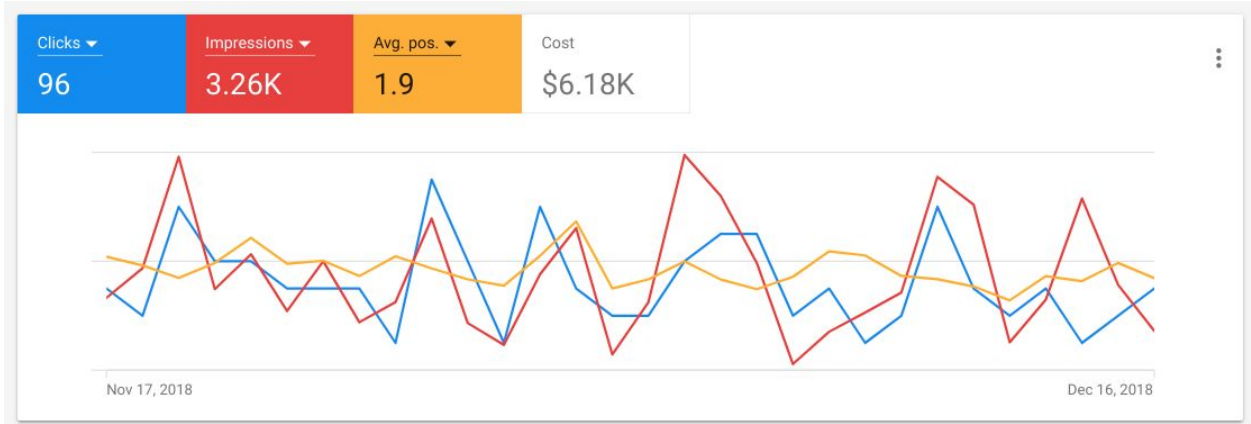 Clicks
96
Impressions
3.26K
Avg. pos.
1.9
Cost
$6.18K
Nov 17, 2018
Dec 16, 2018